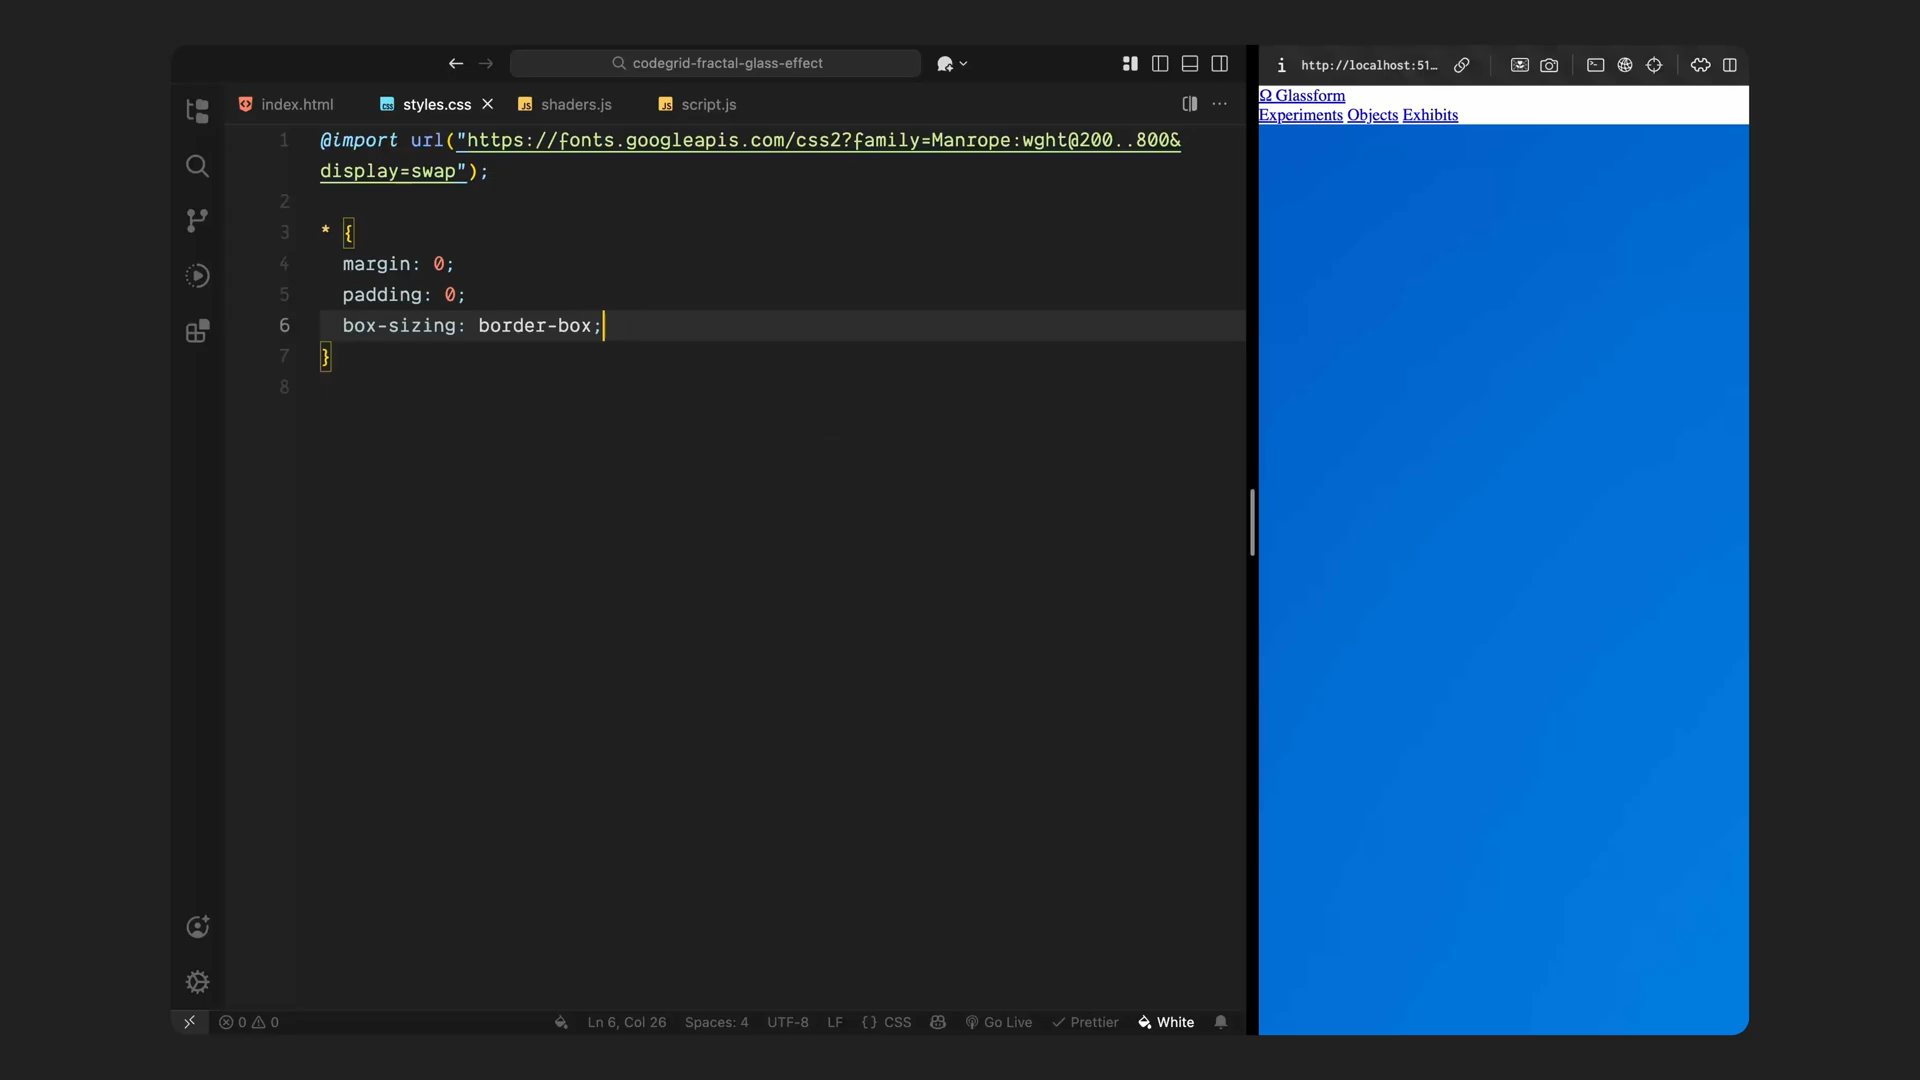 codegrid-fractal-glass-effect
http://localhost:51…
index.html
styles.css
shaders.js
script.js
Ω Glassform
Experiments Objects Exhibits
1 @import url("https://fonts.googleapis.com/css2?family=Manrope:wght@200..800&
display=swap");
2
3 * {
4 margin: 0;
5 padding: 0;
6 box-sizing: border-box;
7 }
8
0 0 Ln 6, Col 26 Spaces: 4 UTF-8 LF {} CSS Go Live Prettier White